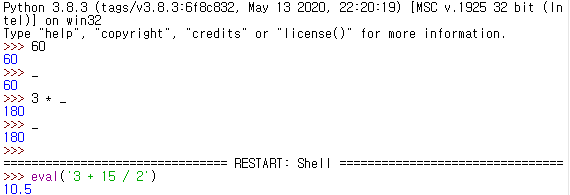 Python 3.8.3 (tags/v3.8.3:6f8c832, May 13 2020, 22:20:19) [MSC v.1925 32 bit (In
tel)] on win32
Type "help", "copyright", "credits" or "license()" for more information.
>>> 60
60
>>> _
60
>>> 3 * _
180
>>> _
180
>>>
================================ RESTART: Shell ================================
>>> eval('3 + 15 / 2')
10.5